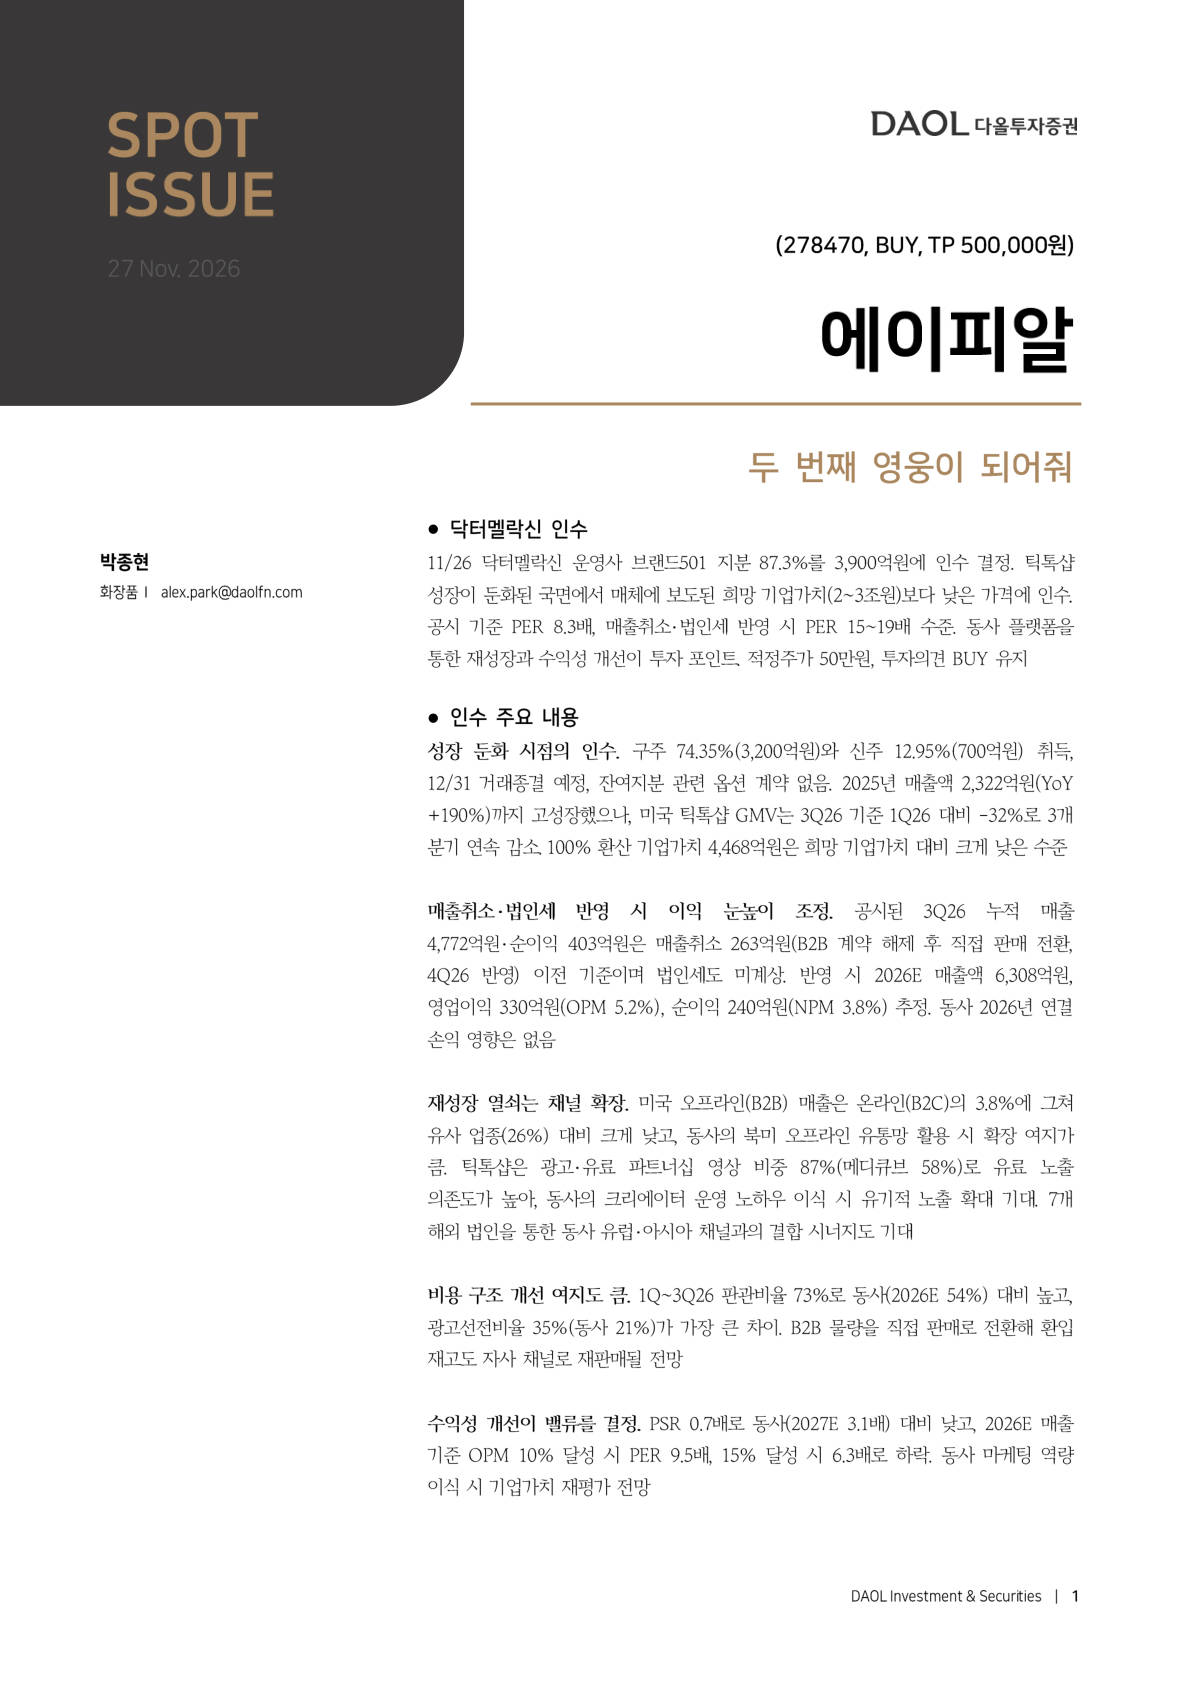 SPOT
ISSUE
27 Nov. 2026
DAOL 다올투자증권
(278470, BUY, TP 500,000원)
에이피알
두 번째 영웅이 되어줘
박종현
화장품 | alex.park@daolfn.com
● 닥터멜락신 인수
11/26 닥터멜락신 운영사 브랜드501 지분 87.3%를 3,900억원에 인수 결정. 틱톡샵
성장이 둔화된 국면에서 매체에 보도된 희망 기업가치(2~3조원)보다 낮은 가격에 인수.
공시 기준 PER 8.3배, 매출취소·법인세 반영 시 PER 15~19배 수준. 동사 플랫폼을
통한 재성장과 수익성 개선이 투자 포인트. 적정주가 50만원, 투자의견 BUY 유지
● 인수 주요 내용
성장 둔화 시점의 인수. 구주 74.35%(3,200억원)와 신주 12.95%(700억원) 취득,
12/31 거래종결 예정, 잔여지분 관련 옵션 계약 없음. 2025년 매출액 2,322억원(YoY
+190%)까지 고성장했으나, 미국 틱톡샵 GMV는 3Q26 기준 1Q26 대비 -32%로 3개
분기 연속 감소. 100% 환산 기업가치 4,468억원은 희망 기업가치 대비 크게 낮은 수준
매출취소·법인세 반영 시 이익 눈높이 조정. 공시된 3Q26 누적 매출
4,772억원·순이익 403억원은 매출취소 263억원(B2B 계약 해제 후 직접 판매 전환,
4Q26 반영) 이전 기준이며 법인세도 미계상. 반영 시 2026E 매출액 6,308억원,
영업이익 330억원(OPM 5.2%), 순이익 240억원(NPM 3.8%) 추정. 동사 2026년 연결
손익 영향은 없음
재성장 열쇠는 채널 확장. 미국 오프라인(B2B) 매출은 온라인(B2C)의 3.8%에 그쳐
유사 업종(26%) 대비 크게 낮고, 동사의 북미 오프라인 유통망 활용 시 확장 여지가
큼. 틱톡샵은 광고·유료 파트너십 영상 비중 87%(메디큐브 58%)로 유료 노출
의존도가 높아, 동사의 크리에이터 운영 노하우 이식 시 유기적 노출 확대 기대. 7개
해외 법인을 통한 동사 유럽·아시아 채널과의 결합 시너지도 기대
비용 구조 개선 여지도 큼. 1Q~3Q26 판관비율 73%로 동사(2026E 54%) 대비 높고,
광고선전비율 35%(동사 21%)가 가장 큰 차이. B2B 물량을 직접 판매로 전환해 환입
재고도 자사 채널로 재판매될 전망
수익성 개선이 밸류를 결정. PSR 0.7배로 동사(2027E 3.1배) 대비 낮고, 2026E 매출
기준 OPM 10% 달성 시 PER 9.5배, 15% 달성 시 6.3배로 하락. 동사 마케팅 역량
이식 시 기업가치 재평가 전망
DAOL Investment & Securities | 1